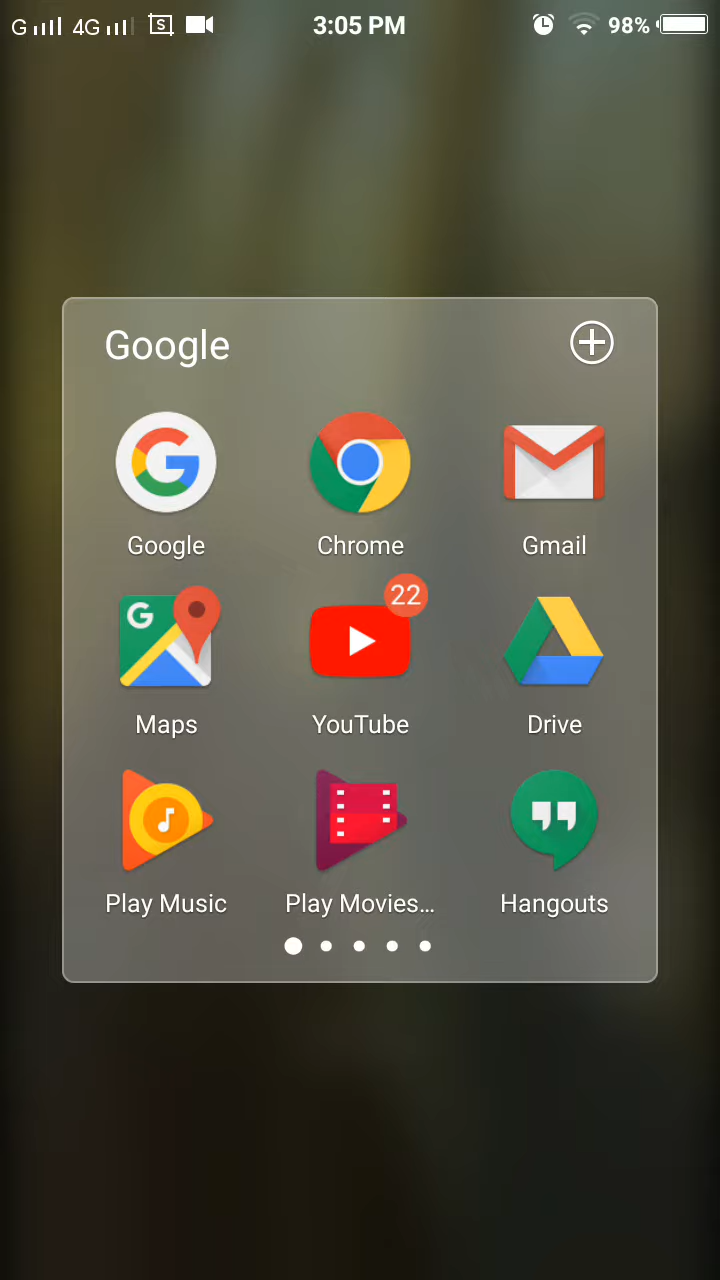 G 4G S 3:05 PM 98%
Google
Google Chrome Gmail
G 22
Maps YouTube Drive
Play Music Play Movies... Hangouts